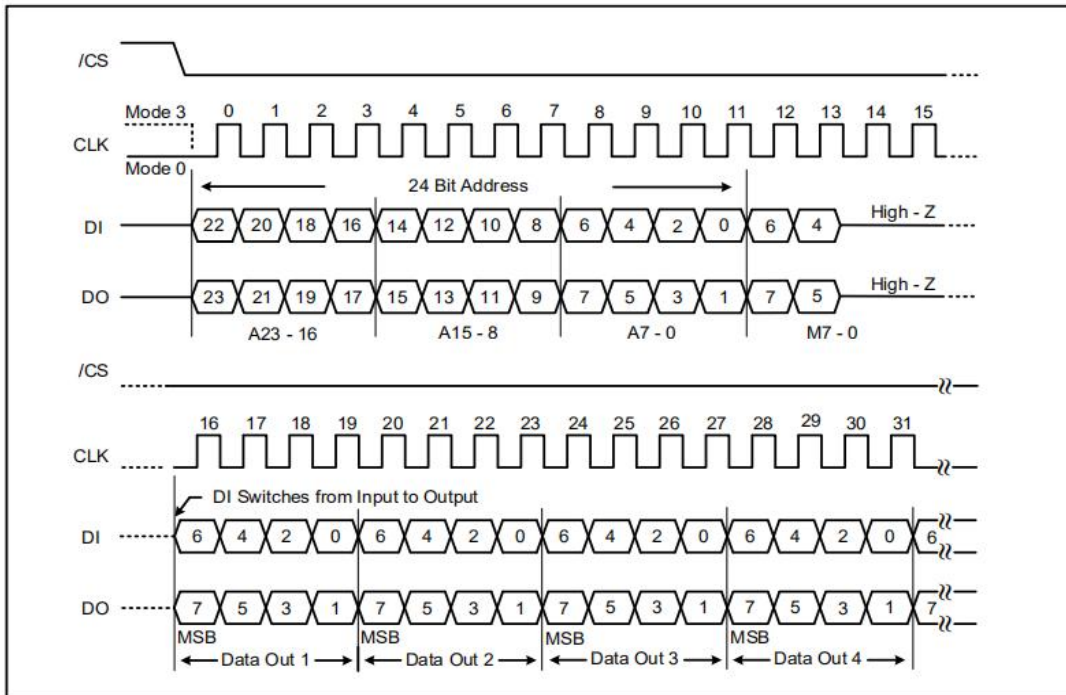 /CS
Mode 3 0 1 2 3 4 5 6 7 8 9 10 11 12 13 14 15
CLK
Mode 0
24 Bit Address
DI 22 20 18 16 14 12 10 8 6 4 2 0 6 4 High - Z
DO 23 21 19 17 15 13 11 9 7 5 3 1 7 5 High - Z
A23 - 16 A15 - 8 A7 - 0 M7 - 0
/CS
16 17 18 19 20 21 22 23 24 25 26 27 28 29 30 31
CLK
DI Switches from Input to Output
DI 6 4 2 0 6 4 2 0 6 4 2 0 6 4 2 0 6
DO 7 5 3 1 7 5 3 1 7 5 3 1 7 5 3 1 7
MSB MSB MSB MSB
Data Out 1 Data Out 2 Data Out 3 Data Out 4